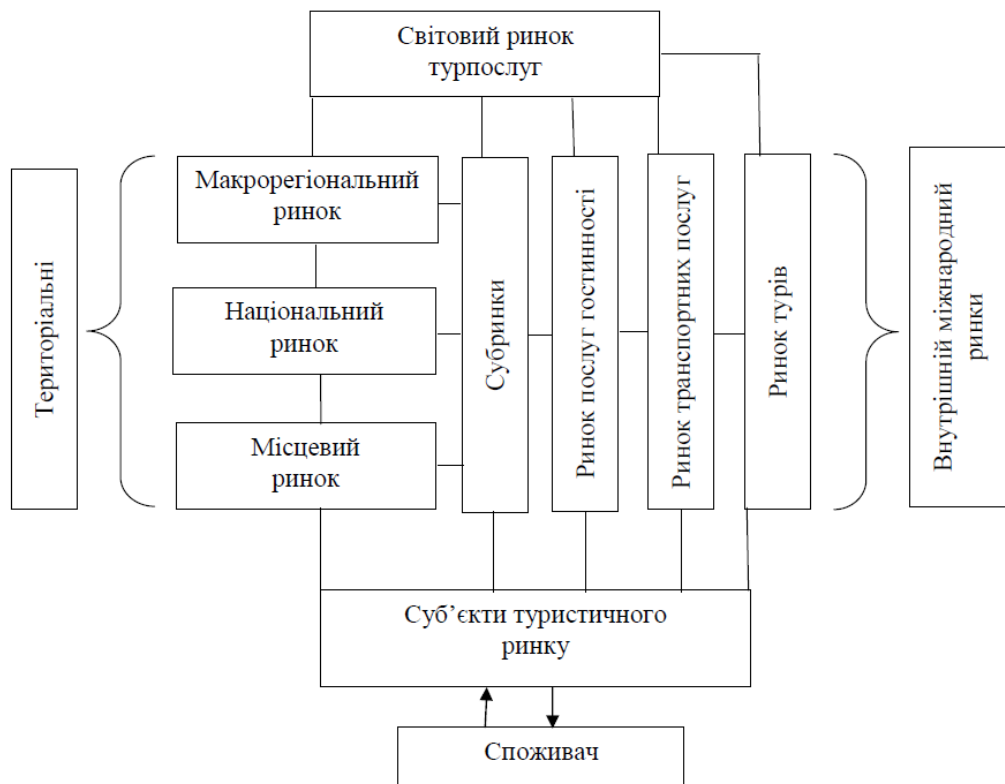 Світовий ринок
турпослуг
Територіальні
Макрорегіональний
ринок
Національний
ринок
Місцевий
ринок
Субринки
Ринок послуг гостинності
Ринок транспортних послуг
Ринок турів
Внутрішній міжнародний
ринки
Суб’єкти туристичного
ринку
Споживач